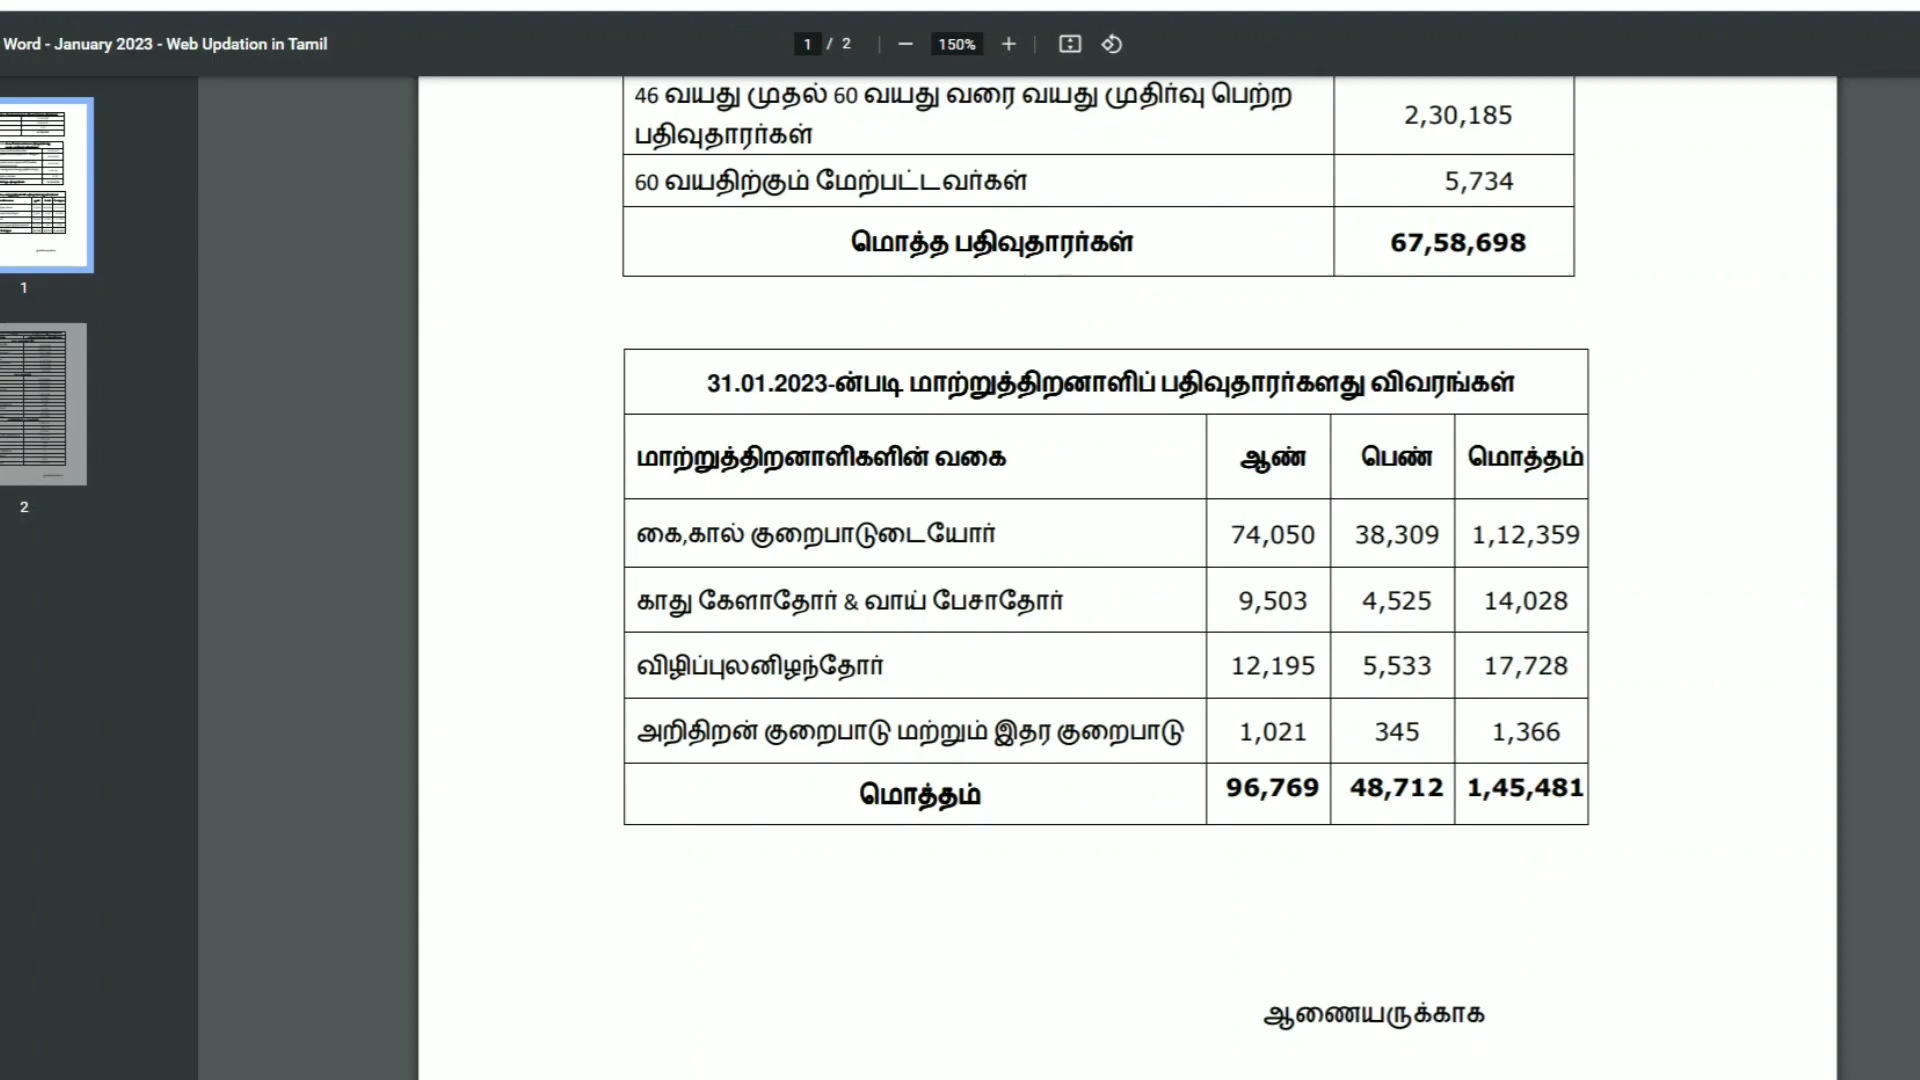 Word - January 2023 - Web Updation in Tamil
1 / 2
150%
46 வயது முதல் 60 வயது வரை வயது முதிர்வு பெற்ற
பதிவுதாரர்கள்
2,30,185
60 வயதிற்கும் மேற்பட்டவர்கள் 5,734
மொத்த பதிவுதாரர்கள் 67,58,698
31.01.2023-ன்படி மாற்றுத்திறனாளிப் பதிவுதாரர்களது விவரங்கள்
மாற்றுத்திறனாளிகளின் வகை ஆண் பெண் மொத்தம்
கை,கால் குறைபாடுடையோர் 74,050 38,309 1,12,359
காது கேளாதோர் & வாய் பேசாதோர் 9,503 4,525 14,028
விழிப்புலனிழந்தோர் 12,195 5,533 17,728
அறிதிறன் குறைபாடு மற்றும் இதர குறைபாடு 1,021 345 1,366
மொத்தம் 96,769 48,712 1,45,481
ஆணையருக்காக
1
2